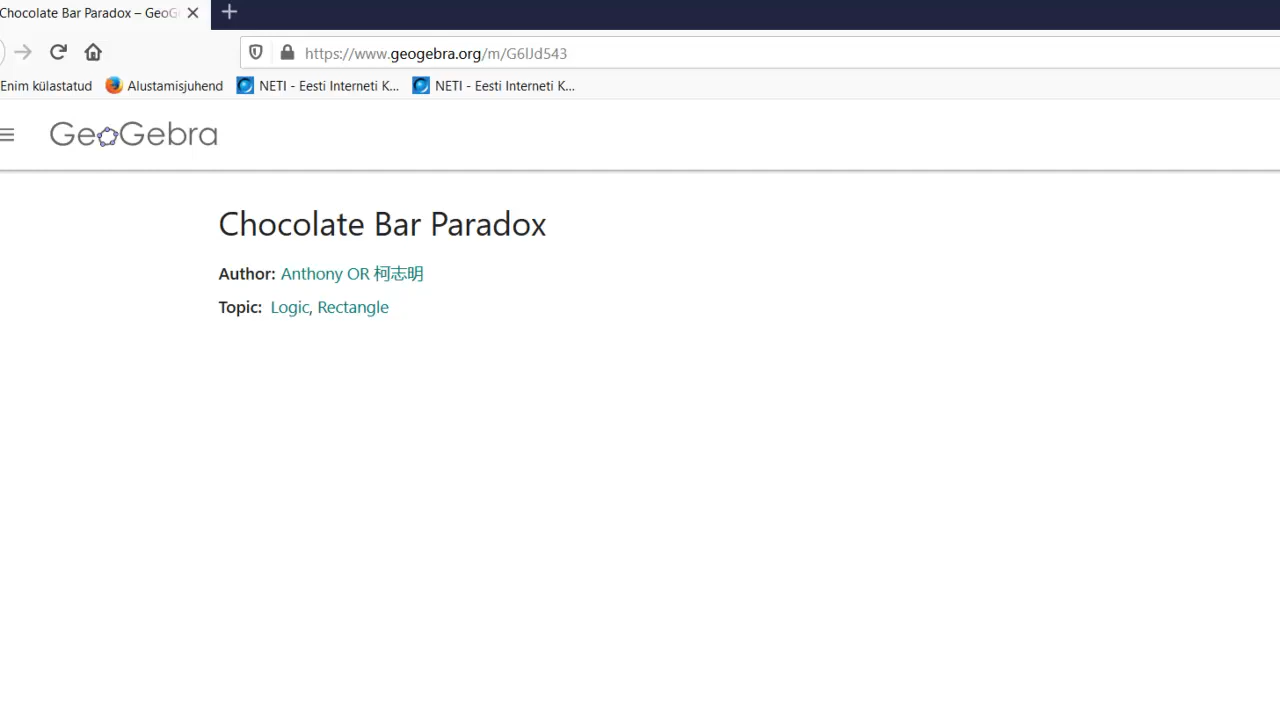 Chocolate Bar Paradox – GeoG
https://www.geogebra.org/m/G6lJd543
Enim külastatud Alustamisjuhend NETI - Eesti Interneti K... NETI - Eesti Interneti K...
GeoGebra
Chocolate Bar Paradox
Author: Anthony OR 柯志明
Topic: Logic, Rectangle